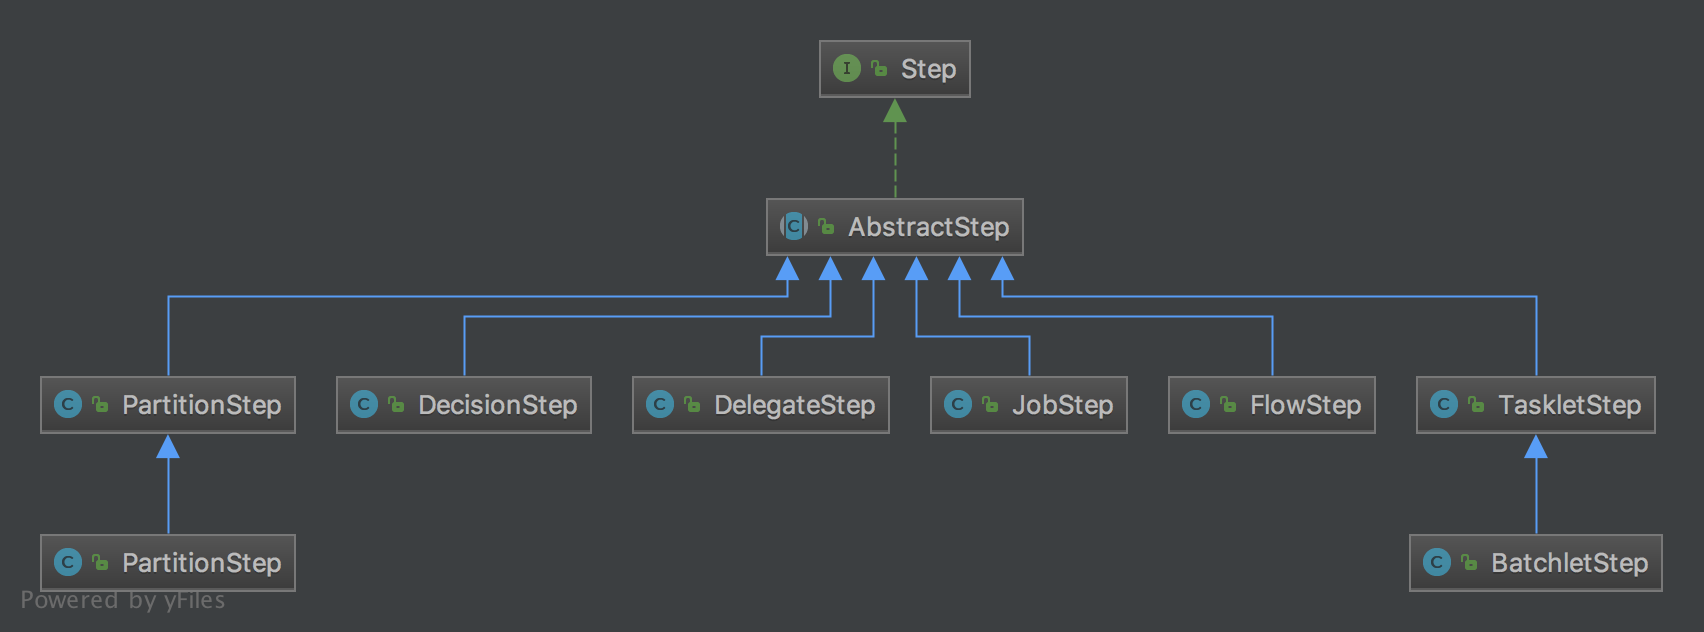 I Step
C AbstractStep
C PartitionStep
C DecisionStep
C DelegateStep
C JobStep
C FlowStep
C TaskletStep
C PartitionStep
C BatchletStep
Powered by yFiles